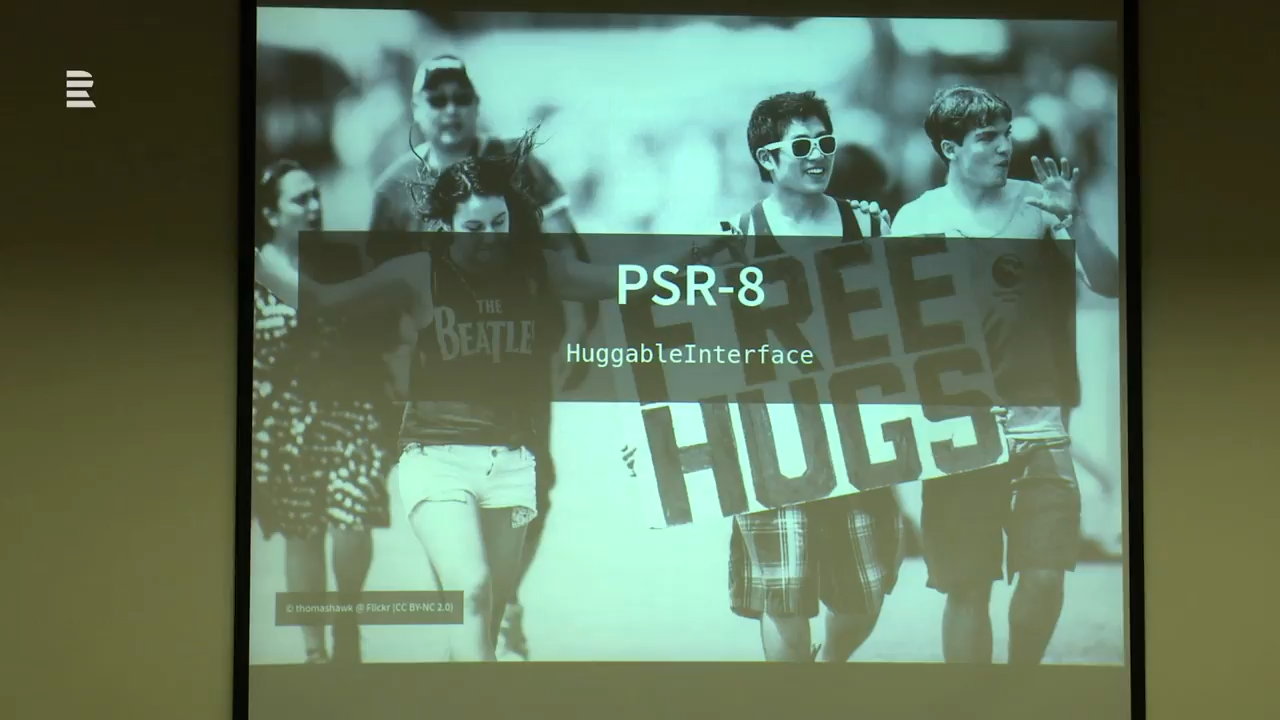 PSR-8
HuggableInterface
THE
BEATLE
FREE
HUGS
© thomashawk @ Flickr (CC BY-NC 2.0)